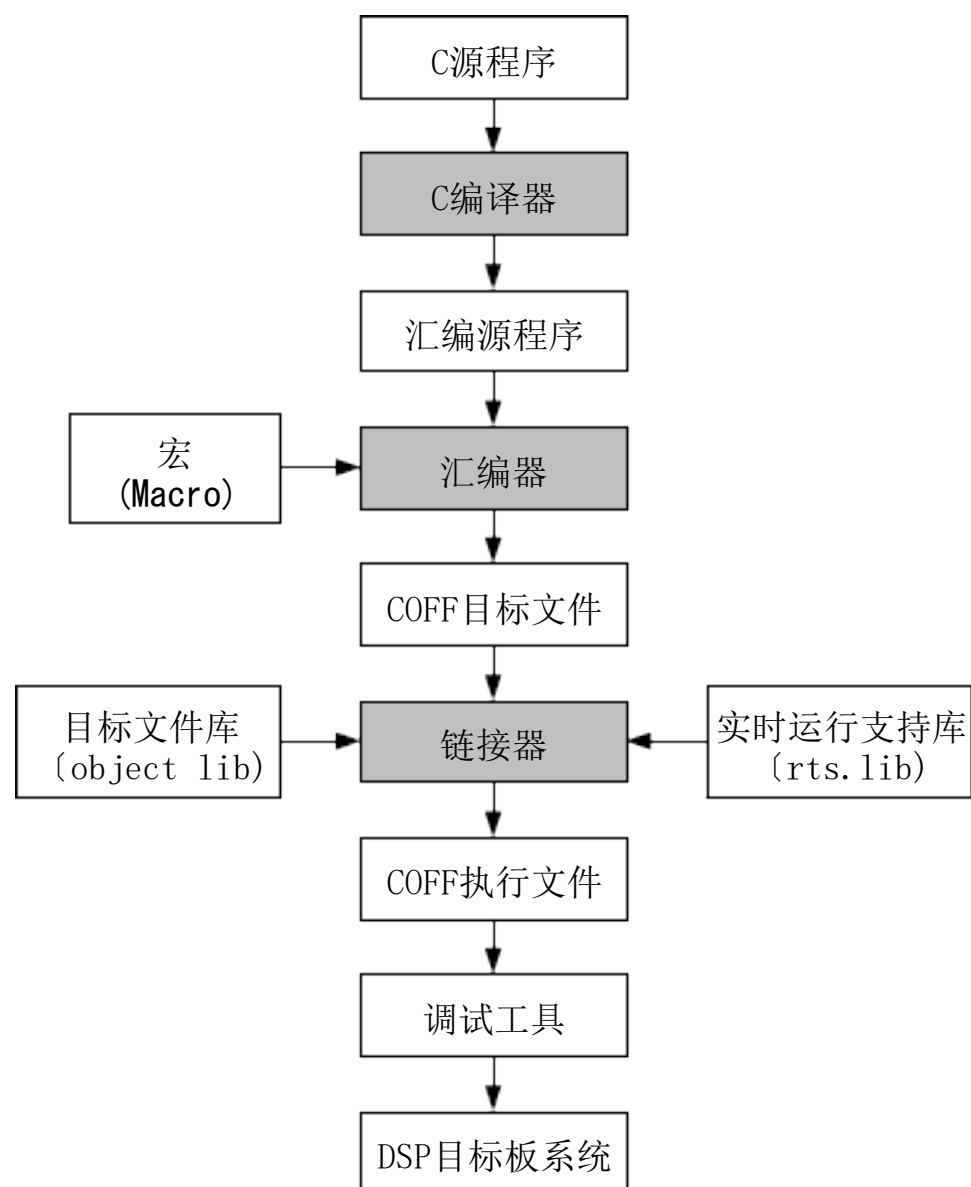 C源程序
C编译器
汇编源程序
宏
(Macro)
汇编器
COFF目标文件
目标文件库
(object lib)
链接器
实时运行支持库
(rts.lib)
COFF执行文件
调试工具
DSP目标板系统